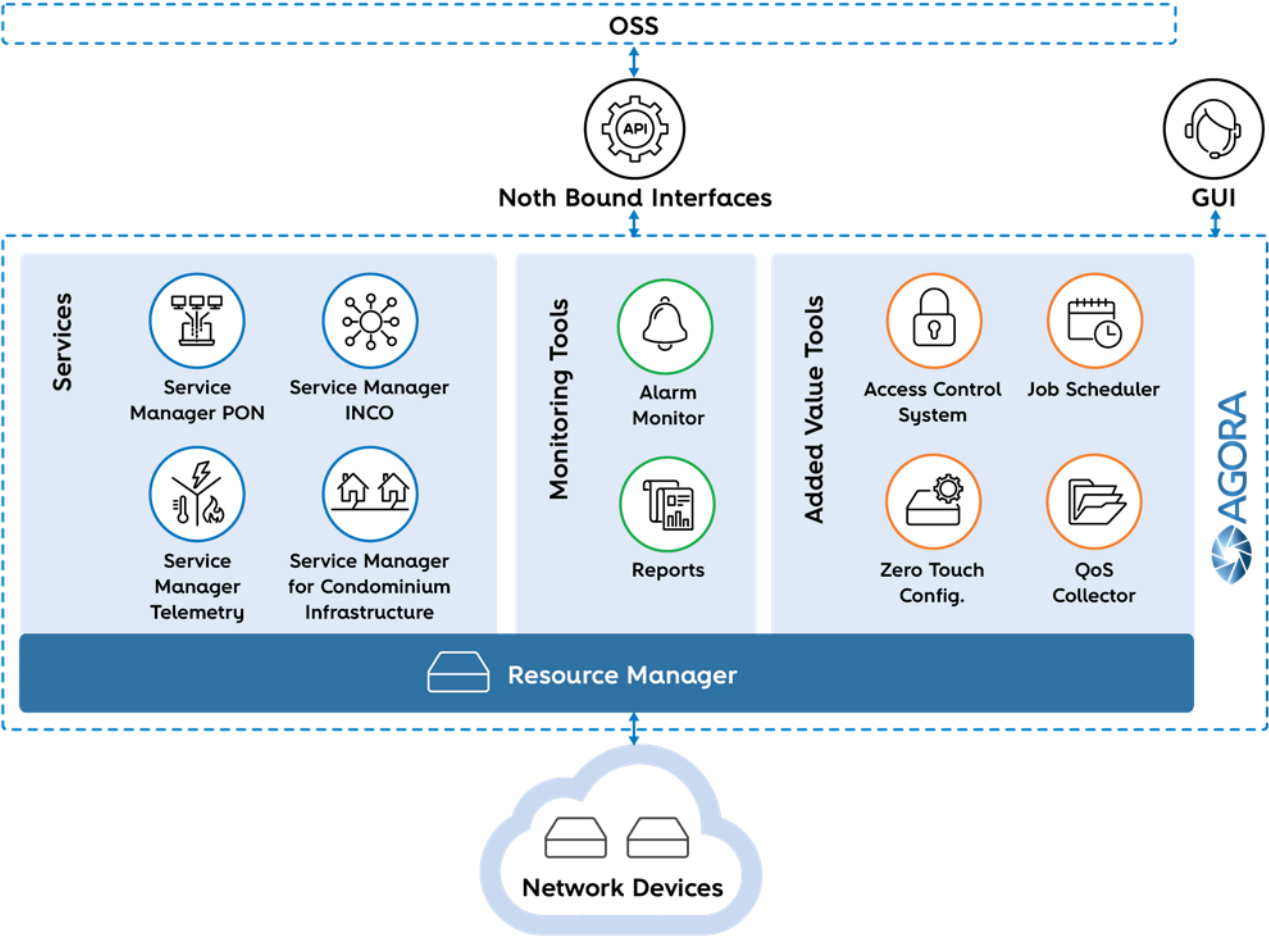 OSS
API
Noth Bound Interfaces
GUI
Services
Service
Manager PON
Service Manager
INCO
Service
Manager
Telemetry
Service Manager
for Condominium
Infrastructure
Monitoring Tools
Alarm
Monitor
Reports
Added Value Tools
Access Control
System
Job Scheduler
Zero Touch
Config.
QoS
Collector
AGORA
Resource Manager
Network Devices